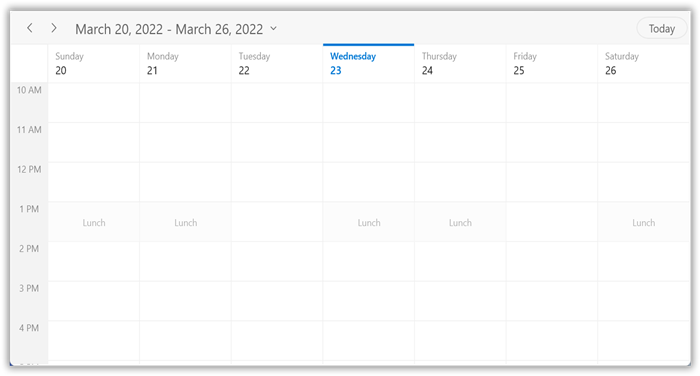 March 20, 2022 - March 26, 2022
Today
Sunday Monday Tuesday Wednesday Thursday Friday Saturday
20 21 22 23 24 25 26
10 AM
11 AM
12 PM
1 PM
Lunch Lunch Lunch Lunch Lunch
2 PM
3 PM
4 PM